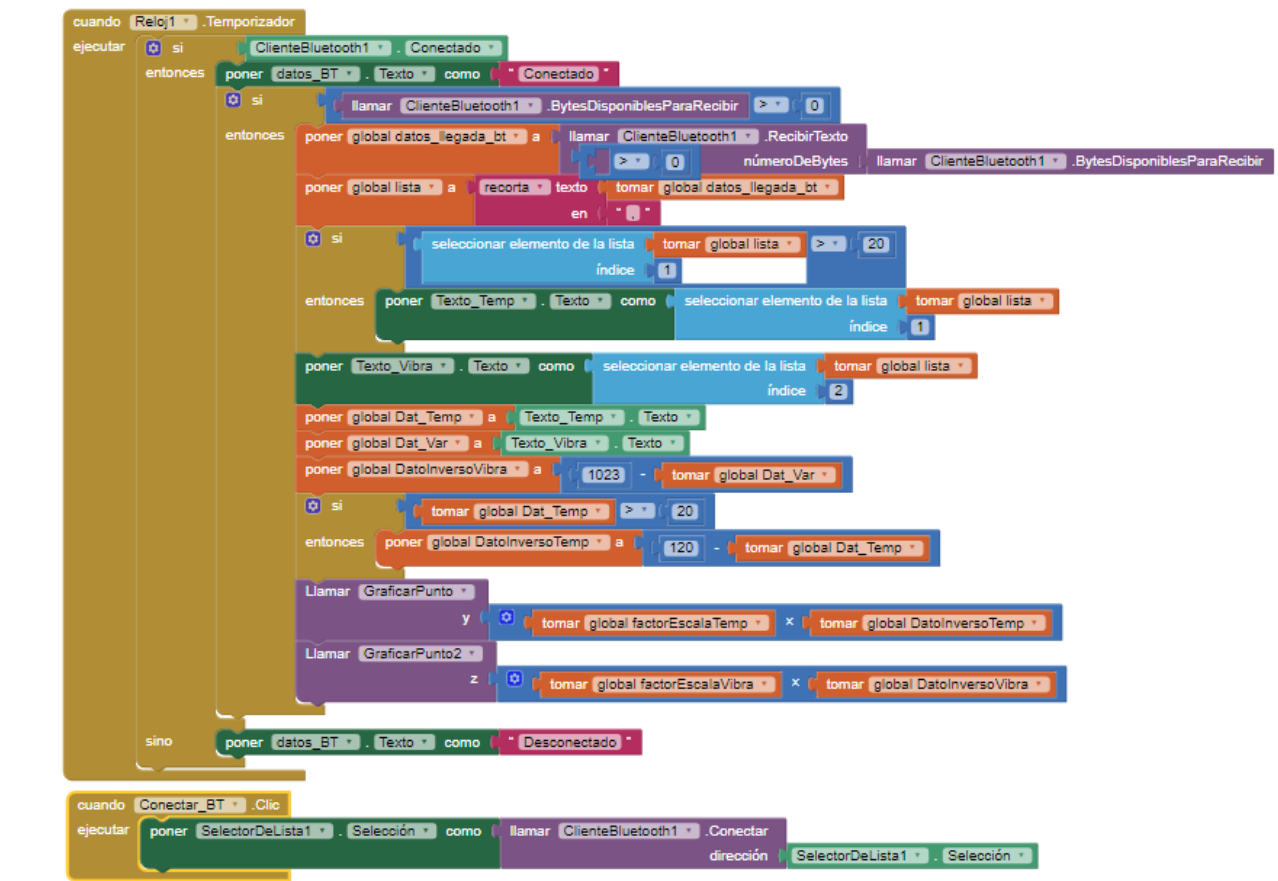 cuando Reloj1 .Temporizador
ejecutar si ClienteBluetooth1 . Conectado
entonces poner datos_BT . Texto como " Conectado "
si llamar ClienteBluetooth1 .BytesDisponiblesParaRecibir > 0
entonces poner global datos_llegada_bt a llamar ClienteBluetooth1 .RecibirTexto
> 0 númeroDeBytes llamar ClienteBluetooth1 .BytesDisponiblesParaRecibir
poner global lista a recorta texto tomar global datos_llegada_bt
en " , "
si seleccionar elemento de la lista tomar global lista > 20
índice 1
entonces poner Texto_Temp . Texto como seleccionar elemento de la lista tomar global lista
índice 1
poner Texto_Vibra . Texto como seleccionar elemento de la lista tomar global lista
índice 2
poner global Dat_Temp a Texto_Temp . Texto
poner global Dat_Var a Texto_Vibra . Texto
poner global DatoInversoVibra a 1023 - tomar global Dat_Var
si tomar global Dat_Temp > 20
entonces poner global DatoInversoTemp a 120 - tomar global Dat_Temp
Llamar GraficarPunto
y tomar global factorEscalaTemp × tomar global DatoInversoTemp
Llamar GraficarPunto2
z tomar global factorEscalaVibra × tomar global DatoInversoVibra
sino poner datos_BT . Texto como " Desconectado "
cuando Conectar_BT .Clic
ejecutar poner SelectorDeLista1 . Selección como llamar ClienteBluetooth1 .Conectar
dirección SelectorDeLista1 . Selección